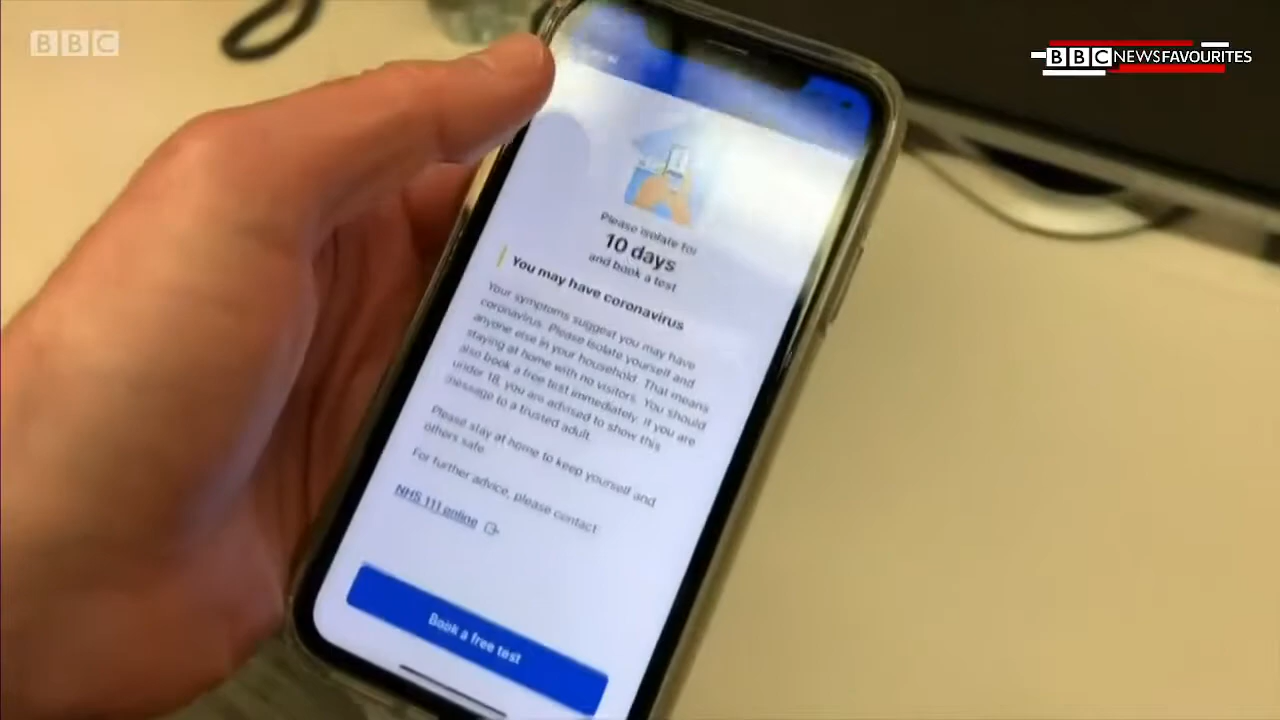 BBC
BBC NEWSFAVOURITES
Please isolate for
10 days
and book a test
You may have coronavirus
Your symptoms suggest you may have
coronavirus. Please isolate yourself and
anyone else in your household. That means
staying at home with no visitors. You should
also book a free test immediately. If you are
under 18, you are advised to show this
message to a trusted adult.
Please stay at home to keep yourself and
others safe.
For further advice, please contact:
NHS 111 online
Book a free test